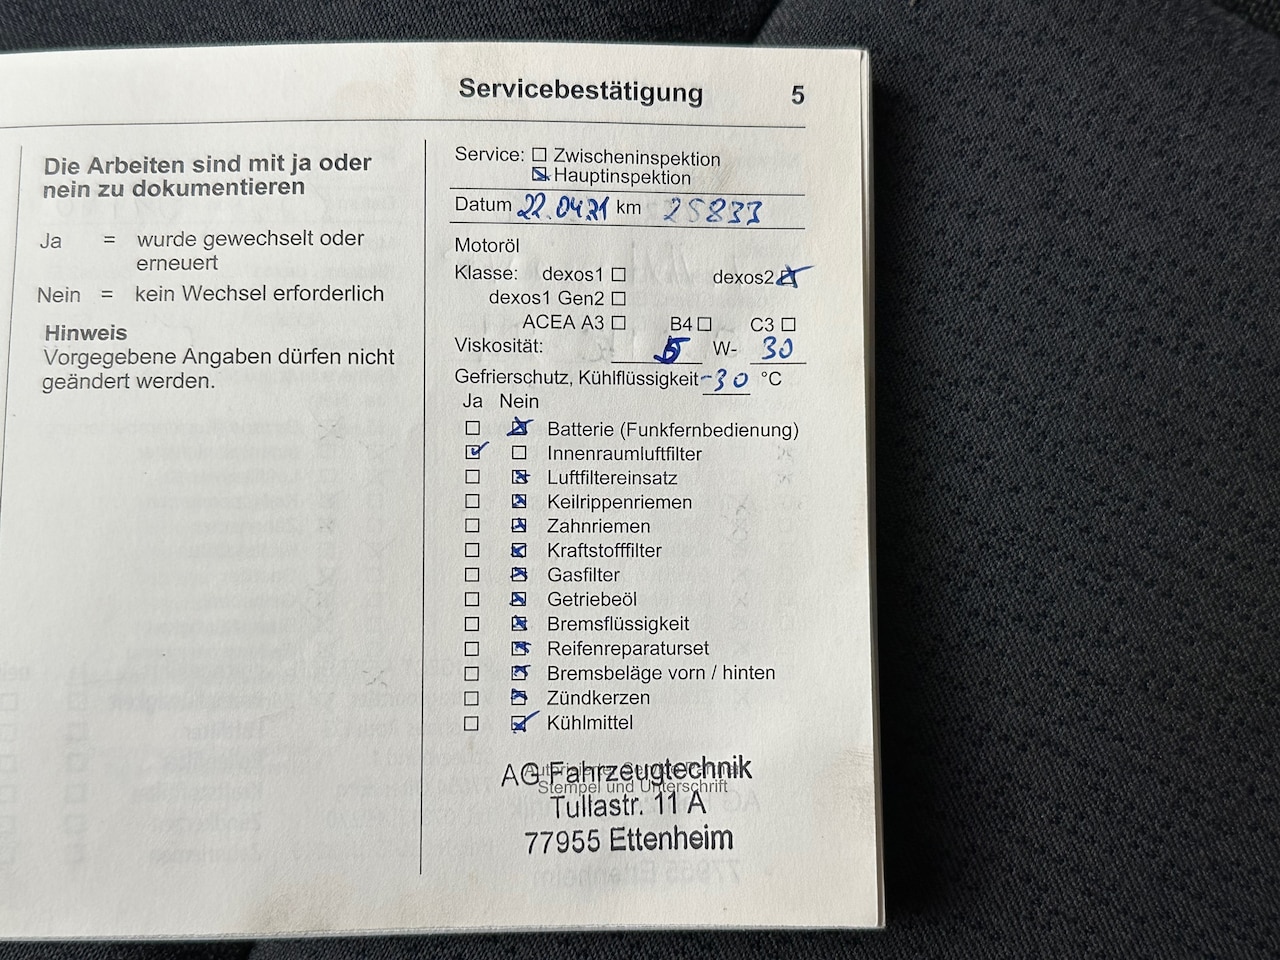 Servicebestätigung 5
Die Arbeiten sind mit ja oder
nein zu dokumentieren
Ja = wurde gewechselt oder
erneuert
Nein = kein Wechsel erforderlich
Hinweis
Vorgegebene Angaben dürfen nicht
geändert werden.
Service: ☐ Zwischeninspektion
☒ Hauptinspektion
Datum 22.04.21 km 25833
Motoröl
Klasse: dexos1 ☐ dexos2 ☒
dexos1 Gen2 ☐
ACEA A3 ☐ B4 ☐ C3 ☐
Viskosität: 5 W- 30
Gefrierschutz, Kühlflüssigkeit -30 °C
Ja Nein
☐ ☒ Batterie (Funkfernbedienung)
☑ ☐ Innenraumluftfilter
☐ ☒ Luftfiltereinsatz
☐ ☒ Keilrippenriemen
☐ ☒ Zahnriemen
☐ ☒ Kraftstofffilter
☐ ☒ Gasfilter
☐ ☒ Getriebeöl
☐ ☒ Bremsflüssigkeit
☐ ☒ Reifenreparaturset
☐ ☒ Bremsbeläge vorn / hinten
☐ ☒ Zündkerzen
☐ ☒ Kühlmittel
AG Fahrzeugtechnik
Stempel und Unterschrift
Tullastr. 11 A
77955 Ettenheim